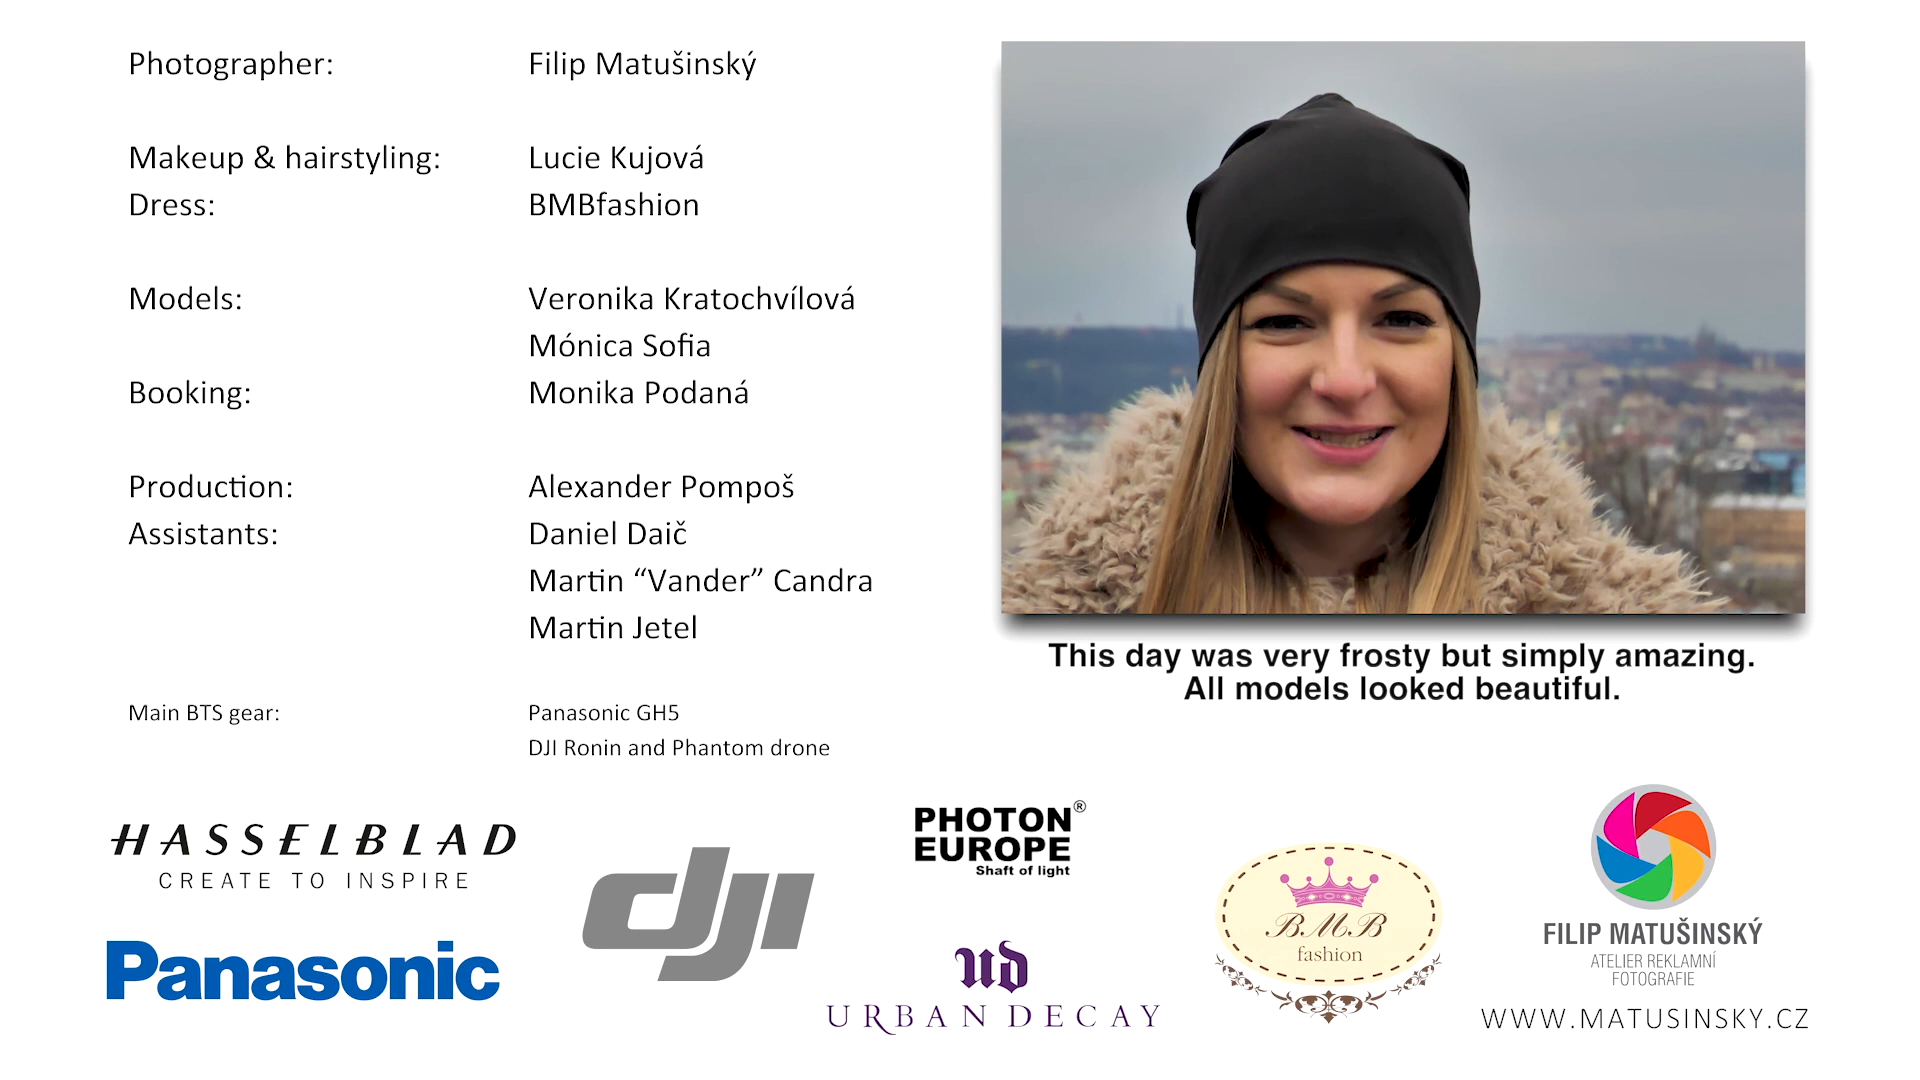 Photographer: Filip Matušinský
Makeup & hairstyling: Lucie Kujová
Dress: BMBfashion
Models: Veronika Kratochvílová
Mónica Sofia
Booking: Monika Podaná
Production: Alexander Pompoš
Assistants: Daniel Daič
Martin “Vander” Candra
Martin Jetel
Main BTS gear: Panasonic GH5
DJI Ronin and Phantom drone
This day was very frosty but simply amazing.
All models looked beautiful.
HASSELBLAD
CREATE TO INSPIRE
Panasonic
dji
PHOTON®
EUROPE
Shaft of light
UD
URBAN DECAY
BMB
fashion
FILIP MATUŠINSKÝ
ATELIER REKLAMNÍ
FOTOGRAFIE
WWW.MATUSINSKY.CZ